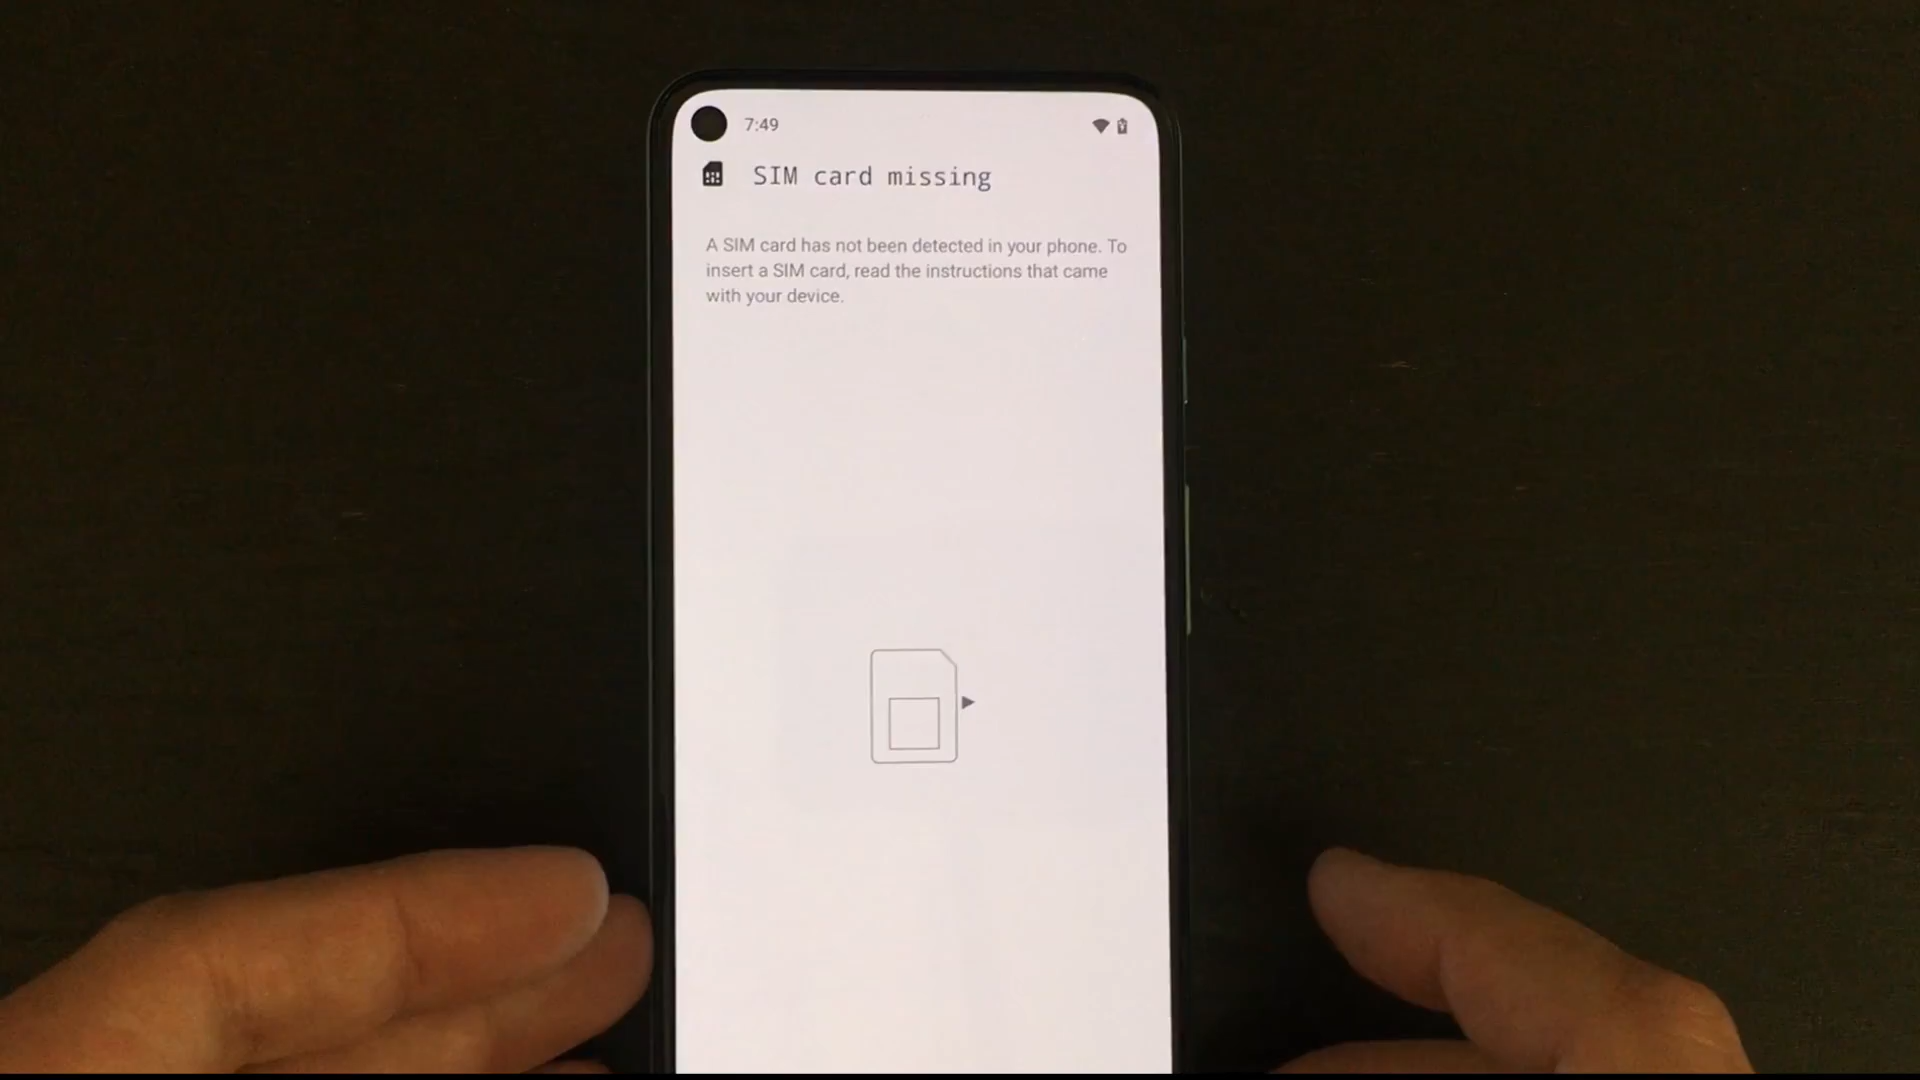 7:49
SIM card missing
A SIM card has not been detected in your phone. To
insert a SIM card, read the instructions that came
with your device.